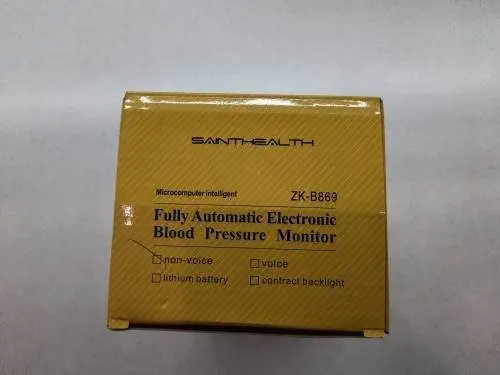 SAINTHEALTH
Microcomputer intelligent ZK-B869
Fully Automatic Electronic
Blood Pressure Monitor
non-voice voice
lithium battery contract backlight